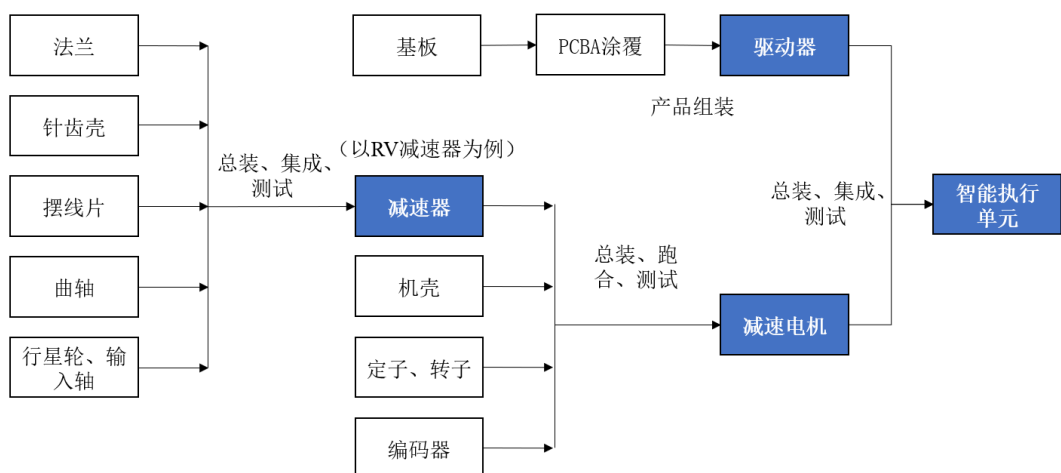 法兰
针齿壳
摆线片
曲轴
行星轮、输
入轴
总装、集成、
测试
基板
PCBA涂覆
驱动器
产品组装
（以RV减速器为例）
减速器
机壳
定子、转子
编码器
总装、跑
合、测试
减速电机
总装、集成、
测试
智能执行
单元